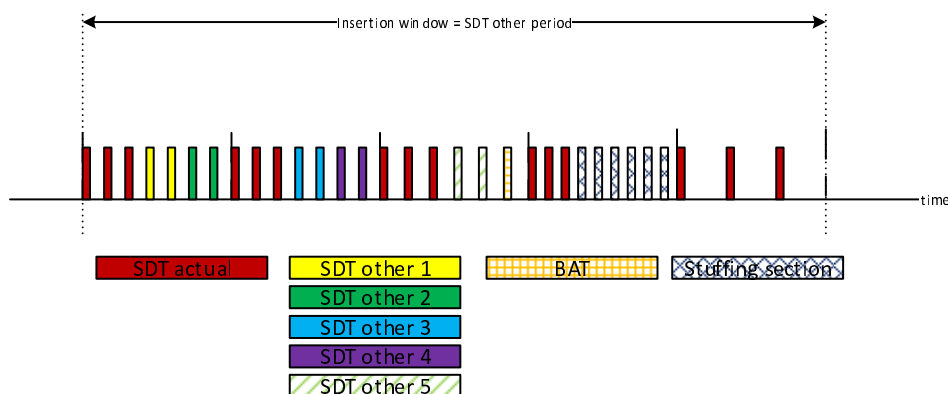 Insertion window = SDT other period
time
SDT actual
SDT other 1
BAT
Stuffing section
SDT other 2
SDT other 3
SDT other 4
SDT other 5